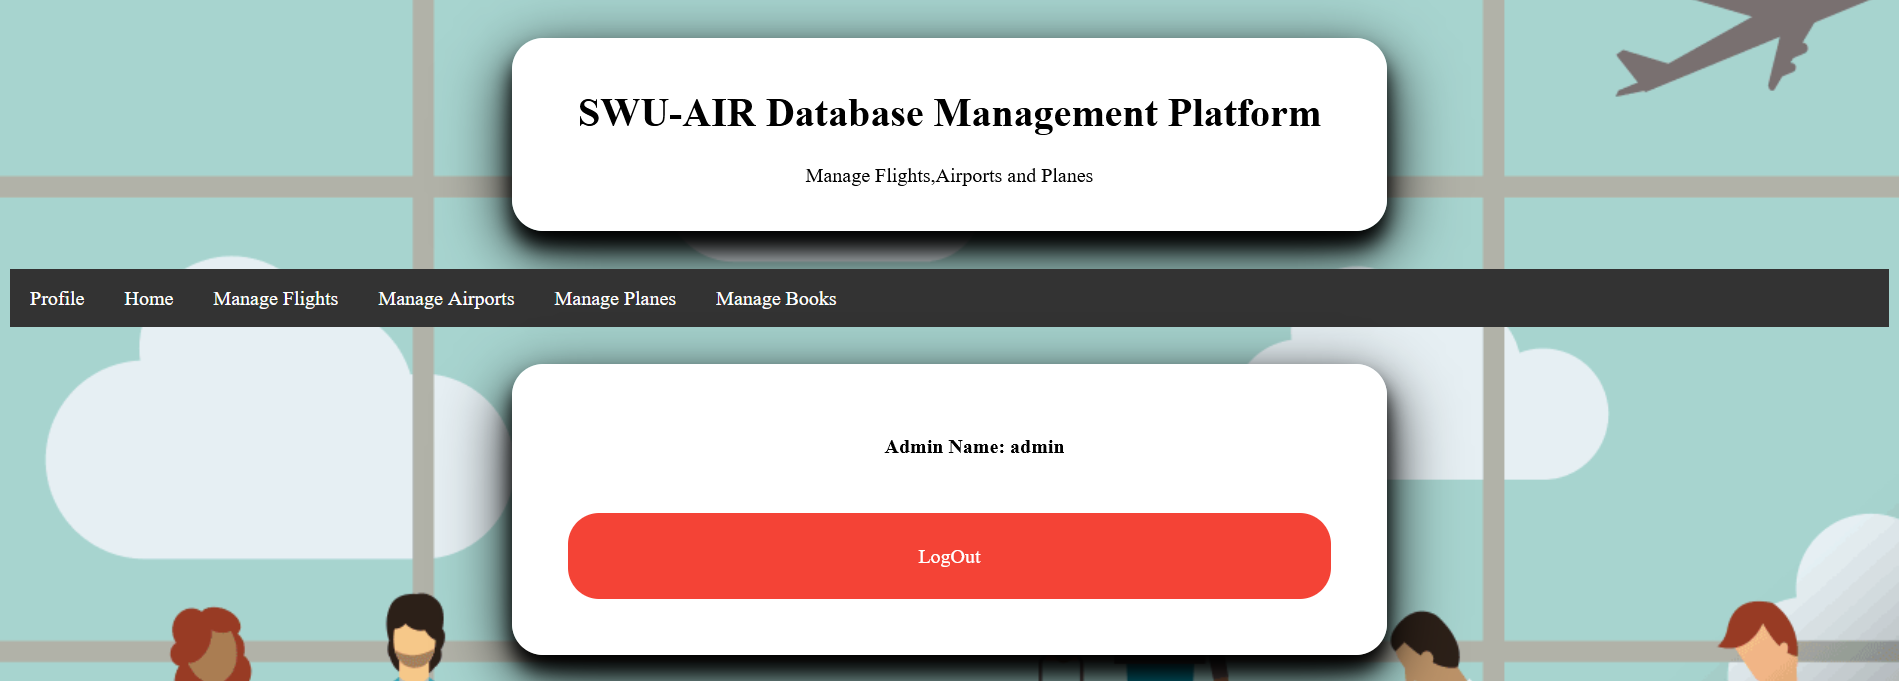 SWU-AIR Database Management Platform
Manage Flights,Airports and Planes
Profile Home Manage Flights Manage Airports Manage Planes Manage Books
Admin Name: admin
LogOut